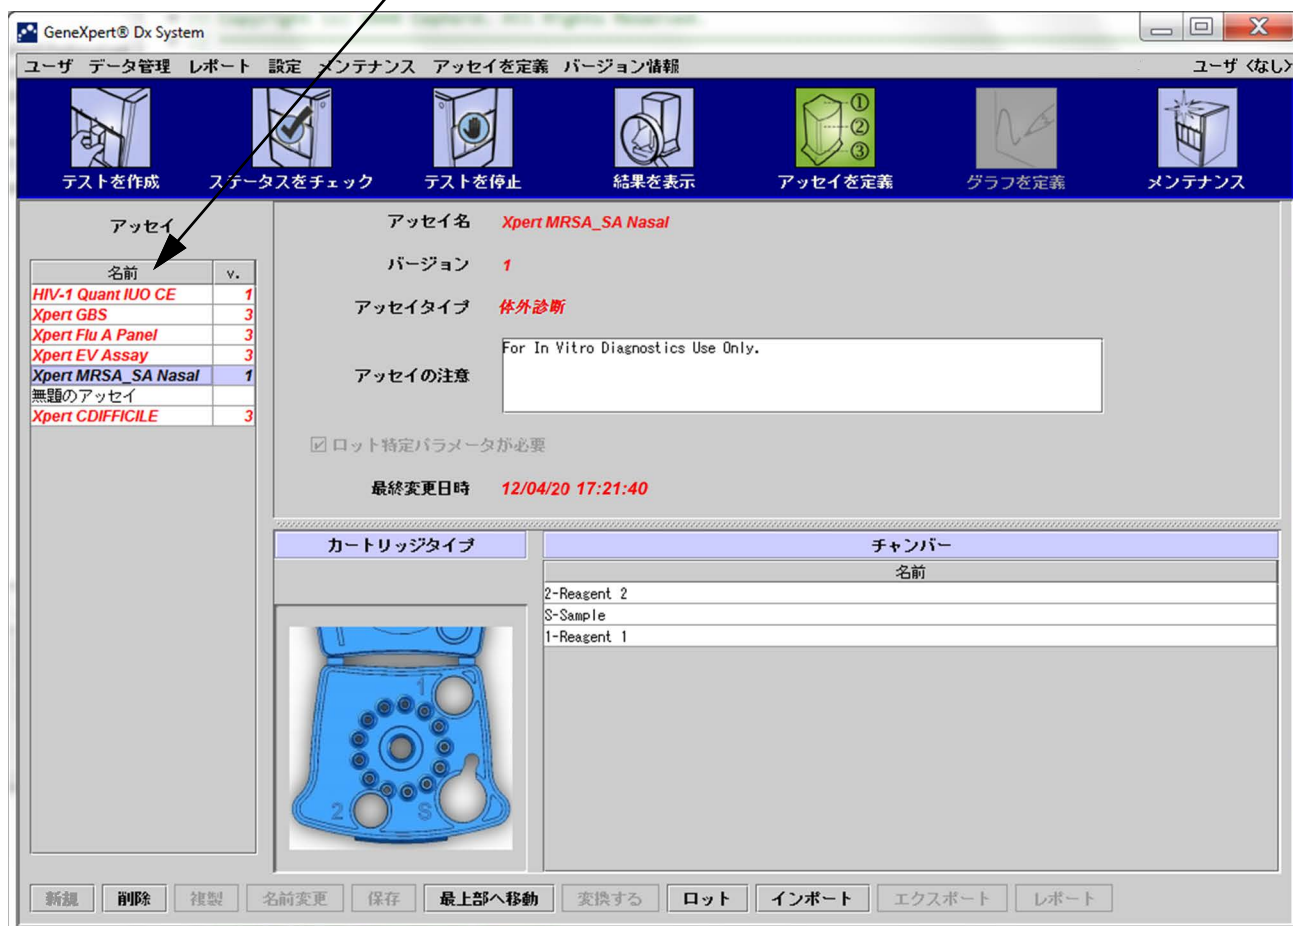 GeneXpert® Dx System
ユーザ データ管理 レポート 設定 メンテナンス アッセイを定義 バージョン情報 ユーザ <なし>
① ② ③
テストを作成 ステータスをチェック テストを停止 結果を表示 アッセイを定義 グラフを定義 メンテナンス
アッセイ
名前 v.
HIV-1 Quant IUO CE 1
Xpert GBS 3
Xpert Flu A Panel 3
Xpert EV Assay 3
Xpert MRSA_SA Nasal 1
無題のアッセイ
Xpert CDIFFICILE 3
アッセイ名 Xpert MRSA_SA Nasal
バージョン 1
アッセイタイプ 体外診断
アッセイの注意 For In Vitro Diagnostics Use Only.
ロット特定パラメータが必要
最終変更日時 12/04/20 17:21:40
カートリッジタイプ
1
2 S
チャンバー
名前
2-Reagent 2
S-Sample
1-Reagent 1
新規 削除 複製 名前変更 保存 最上部へ移動 変換する ロット インポート エクスポート レポート